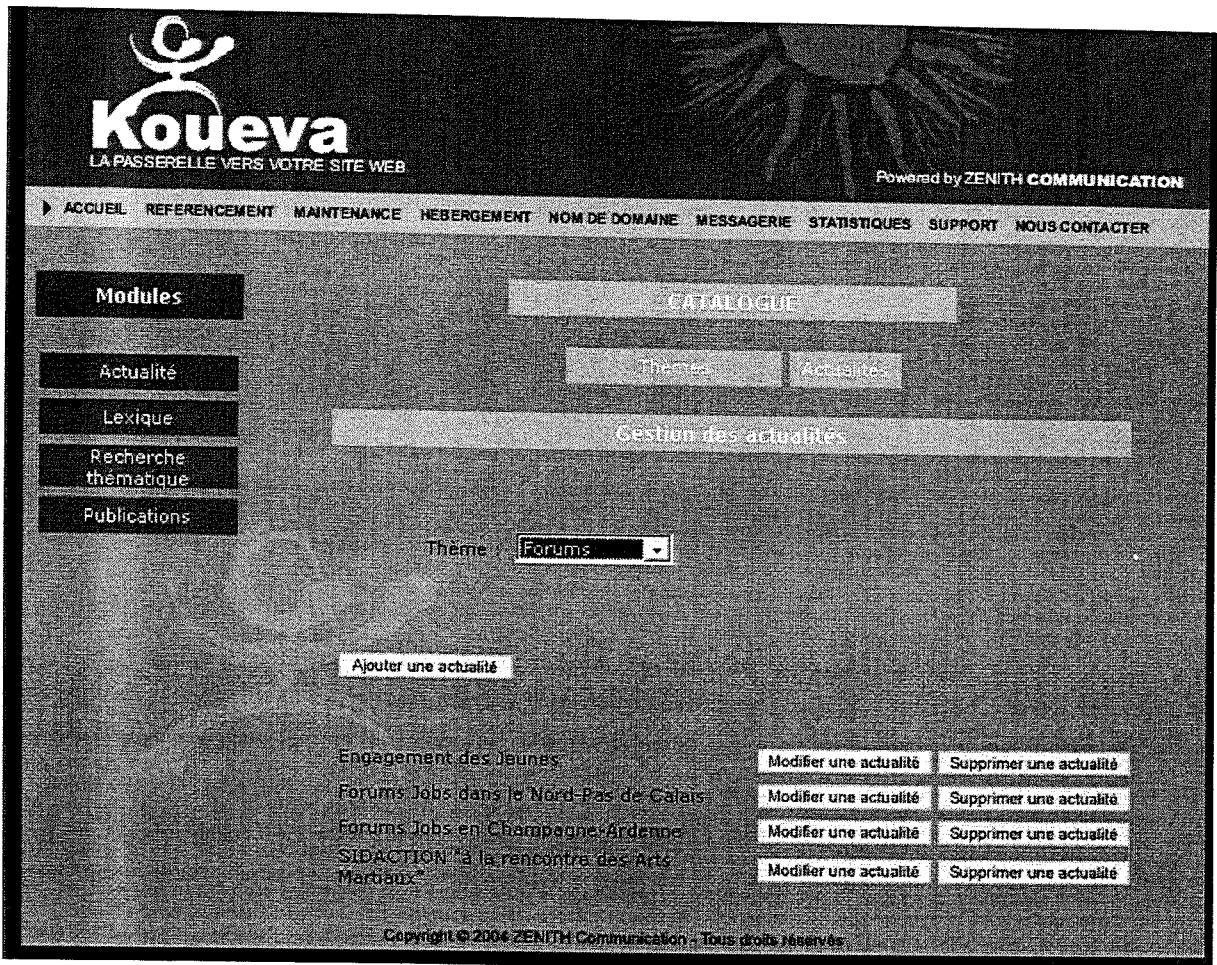 Koueva
LA PASSERELLE VERS VOTRE SITE WEB
Powered by ZENITH COMMUNICATION
ACCUEIL REFERENCEMENT MAINTENANCE HEBERGEMENT NOM DE DOMAINE MESSAGERIE STATISTIQUES SUPPORT NOUS CONTACTER
Modules
CATALOGUE
Thèmes Actualités
Actualité
Lexique
Gestion des actualités
Recherche
thématique
Publications
Thème : Forums
Ajouter une actualité
Engagement des Jeunes Modifier une actualité Supprimer une actualité
Forums Jobs dans le Nord-Pas de Calais Modifier une actualité Supprimer une actualité
Forums Jobs en Champagne-Ardenne Modifier une actualité Supprimer une actualité
SIDACTION "à la rencontre des Arts
Martiaux" Modifier une actualité Supprimer une actualité
Copyright © 2004 ZENITH Communication - Tous droits réservés